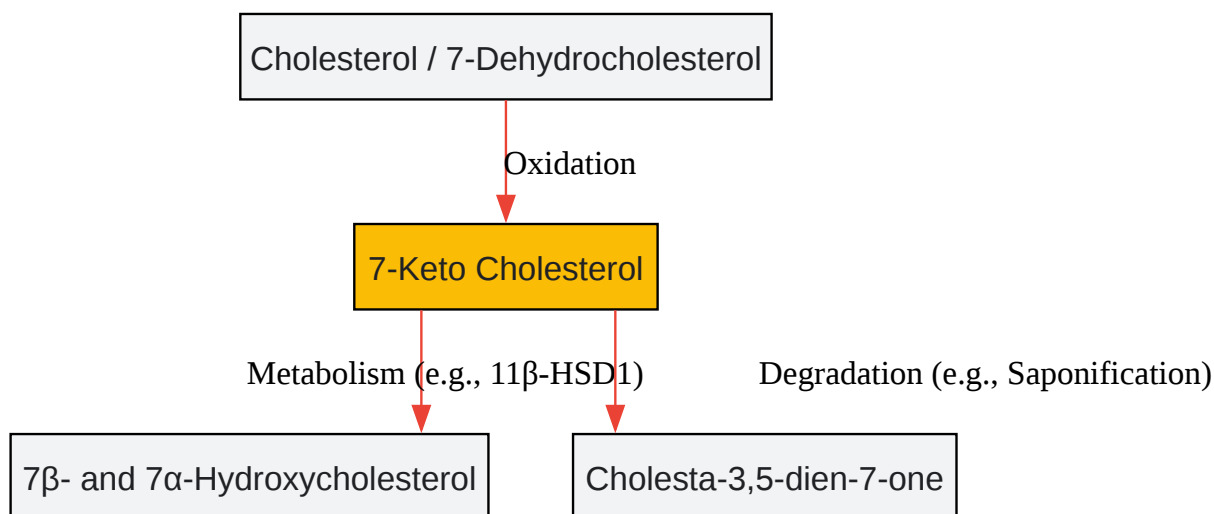 Cholesterol / 7-Dehydrocholesterol
Oxidation
7-Keto Cholesterol
Metabolism (e.g., 11β-HSD1)
Degradation (e.g., Saponification)
7β- and 7α-Hydroxycholesterol
Cholesta-3,5-dien-7-one